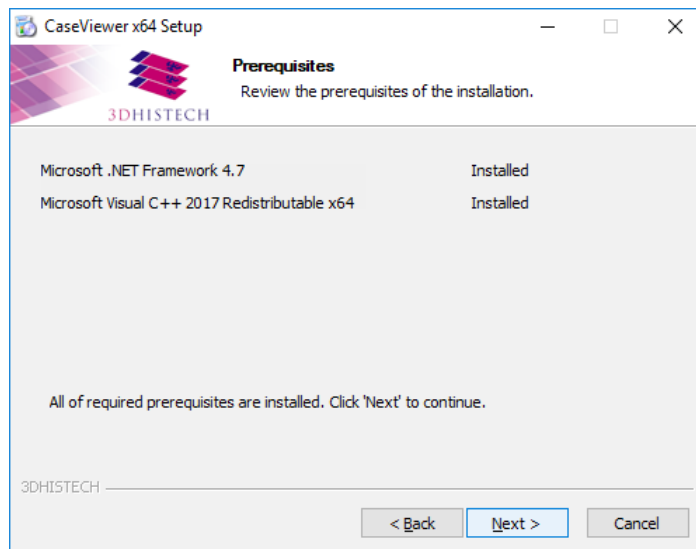 CaseViewer x64 Setup
Prerequisites
Review the prerequisites of the installation.
3DHISTECH
Microsoft .NET Framework 4.7 Installed
Microsoft Visual C++ 2017 Redistributable x64 Installed
All of required prerequisites are installed. Click 'Next' to continue.
3DHISTECH
< Back Next > Cancel